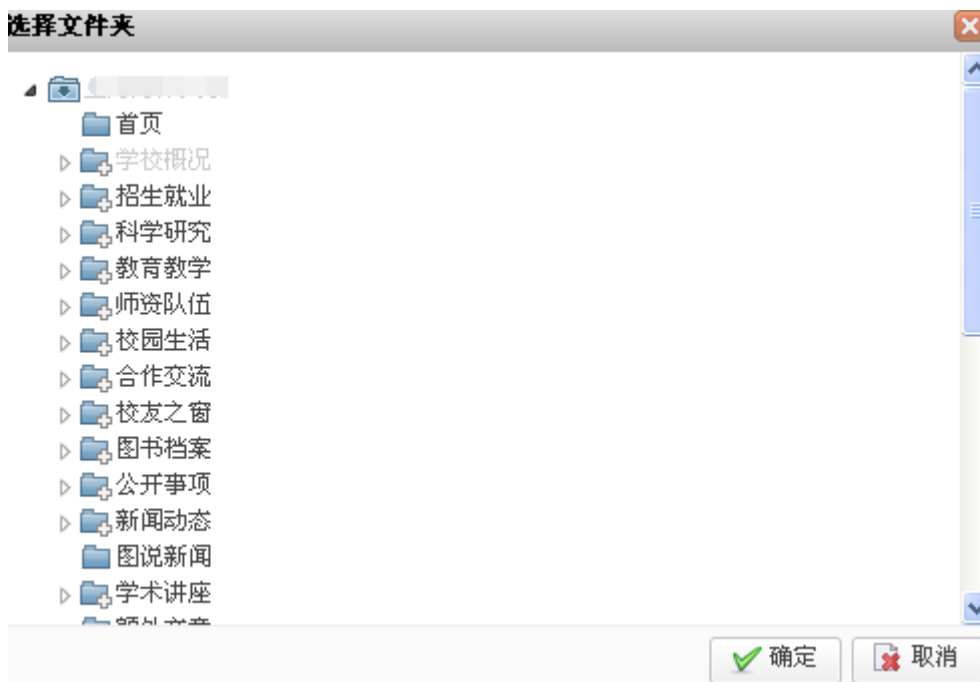 选择文件夹
首页
学校概况
招生就业
科学研究
教育教学
师资队伍
校园生活
合作交流
校友之窗
图书档案
公开事项
新闻动态
图说新闻
学术讲座
确定
取消